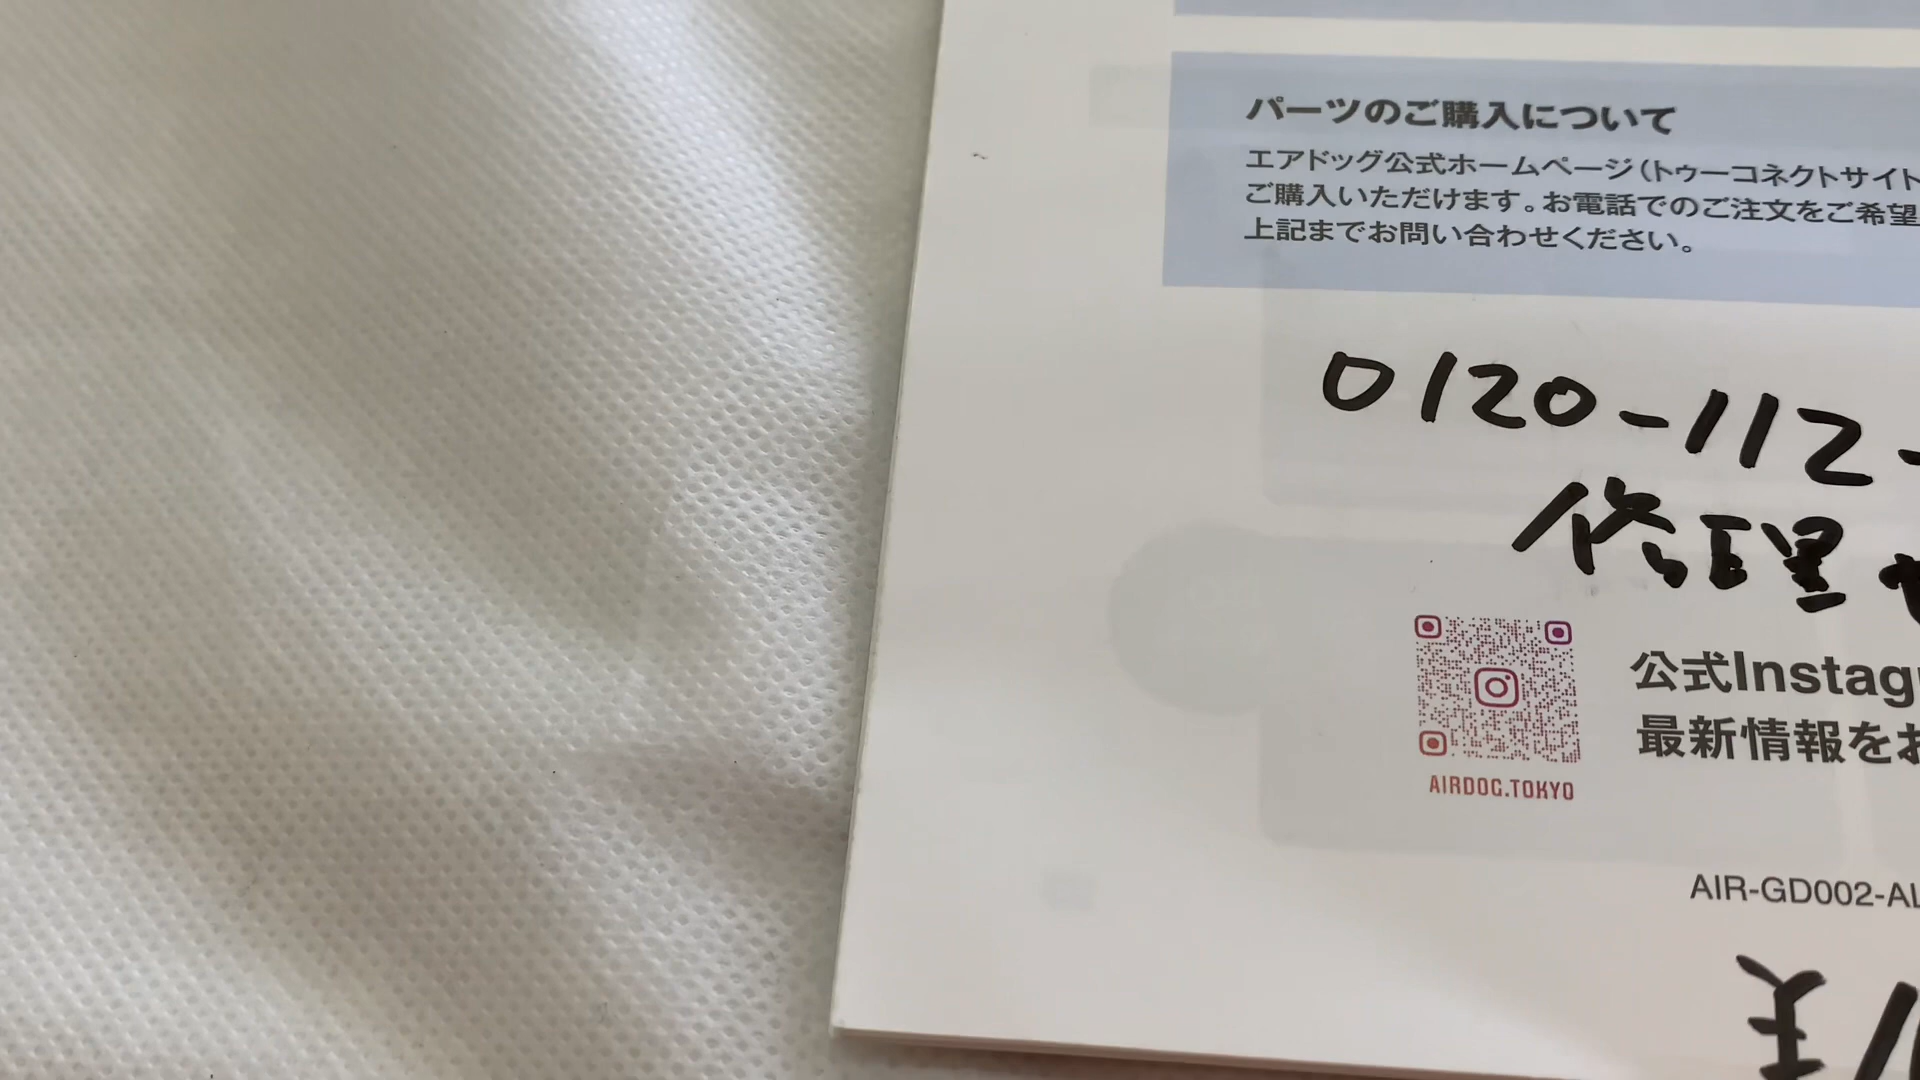 パーツのご購入について
エアドッグ公式ホームページ(トゥーコネクトサイト
ご購入いただけます。お電話でのご注文をご希望
上記までお問い合わせください。
0120-112-
修理
公式Instag
最新情報をお
AIRDOG.TOKYO
AIR-GD002-AL